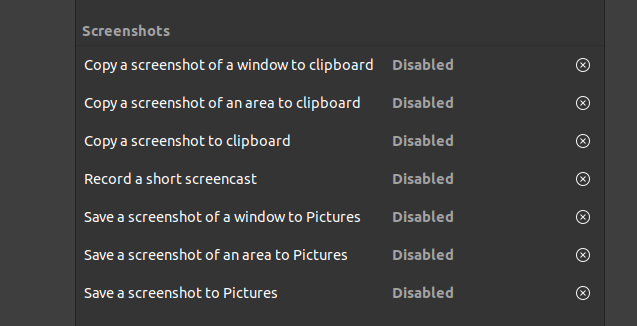 Screenshots
Copy a screenshot of a window to clipboard Disabled
Copy a screenshot of an area to clipboard Disabled
Copy a screenshot to clipboard Disabled
Record a short screencast Disabled
Save a screenshot of a window to Pictures Disabled
Save a screenshot of an area to Pictures Disabled
Save a screenshot to Pictures Disabled